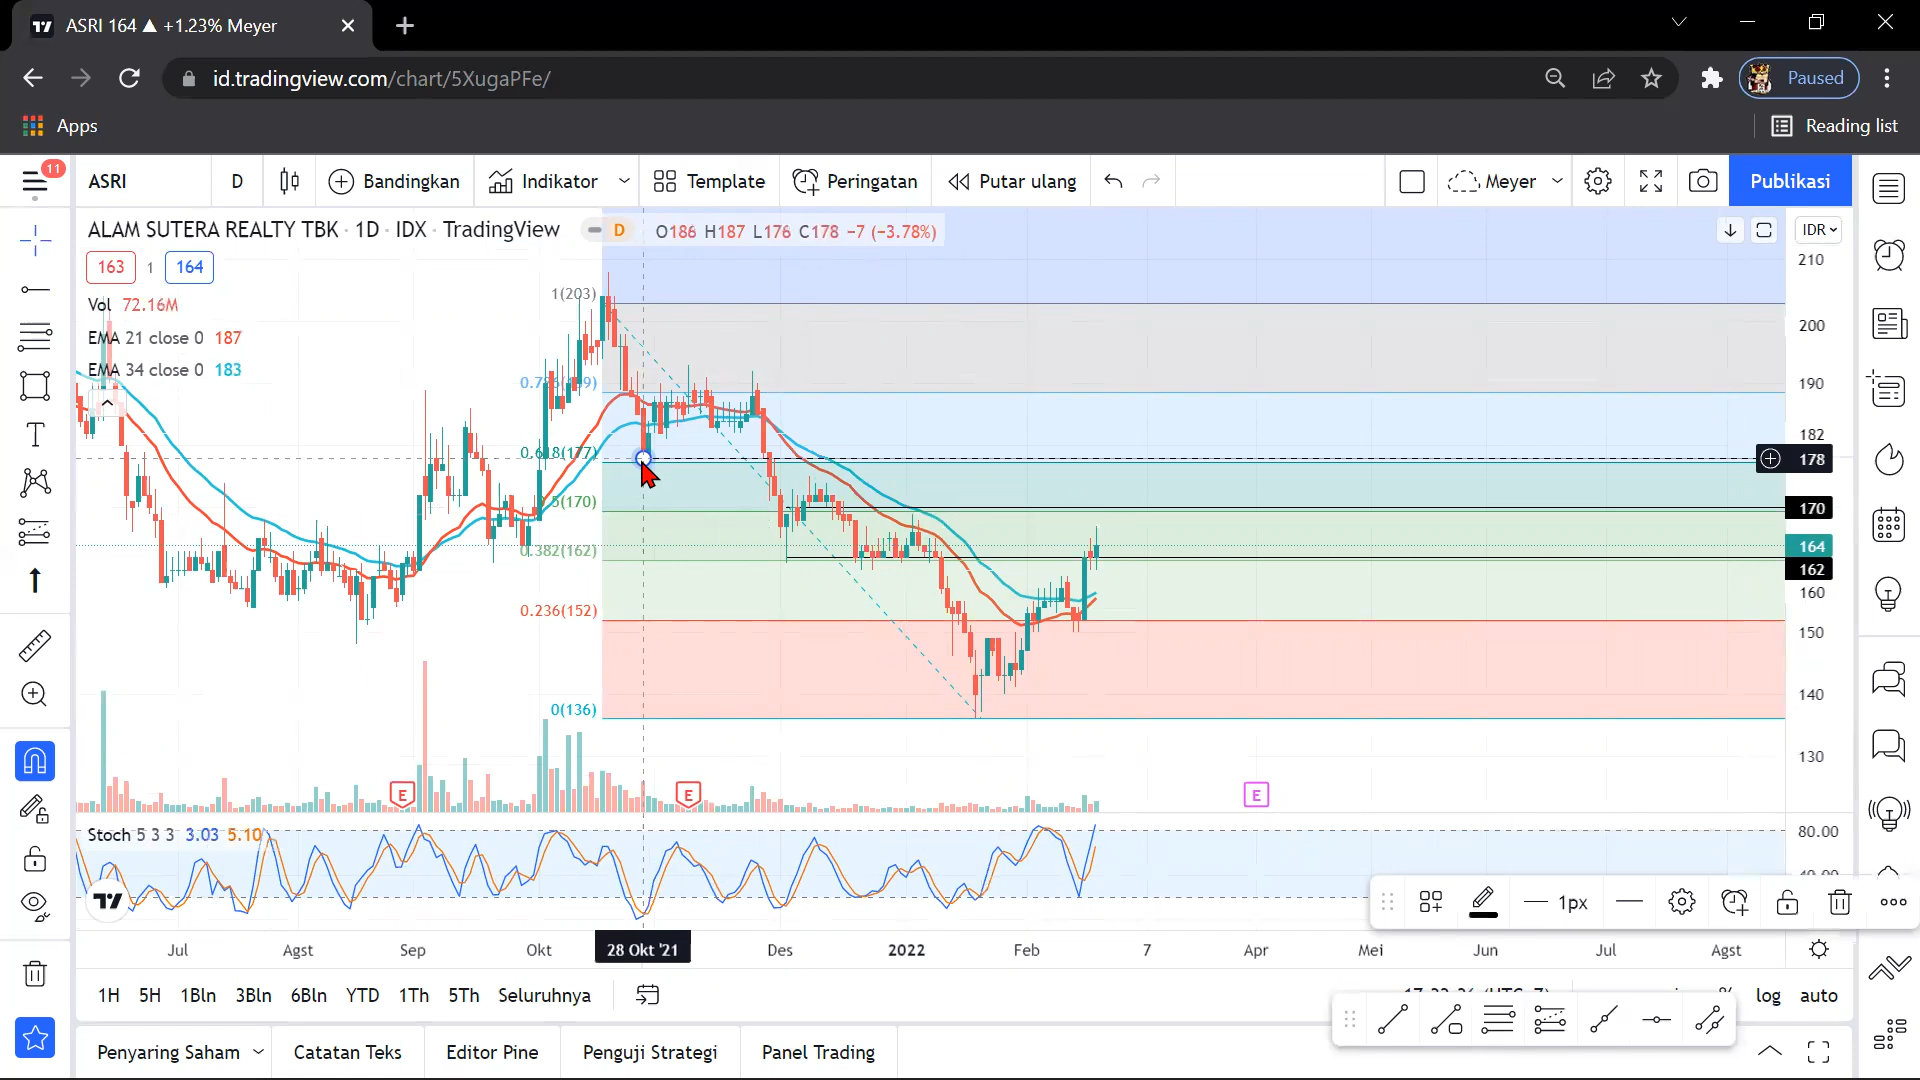 ASRI 164 ▲ +1.23% Meyer
id.tradingview.com/chart/5XugaPFe/
Paused
Apps
Reading list
11
ASRI
D
Bandingkan
Indikator
Template
Peringatan
Putar ulang
Meyer
Publikasi
ALAM SUTERA REALTY TBK · 1D · IDX · TradingView
D
O186 H187 L176 C178 -7 (-3.78%)
IDR
163
1
164
Vol 72.16M
EMA 21 close 0 187
EMA 34 close 0 183
1(203)
0.618(177)
0.5(170)
0.382(162)
0.236(152)
0(136)
210
200
190
182
178
170
164
162
160
150
140
130
E
E
E
Stoch 5 3 3 3.03 5.10
80.00
Jul
Agst
Sep
Okt
28 Okt '21
Des
2022
Feb
7
Apr
Mei
Jun
Jul
Agst
1px
1H
5H
1Bln
3Bln
6Bln
YTD
1Th
5Th
Seluruhnya
log
auto
Penyaring Saham
Catatan Teks
Editor Pine
Penguji Strategi
Panel Trading